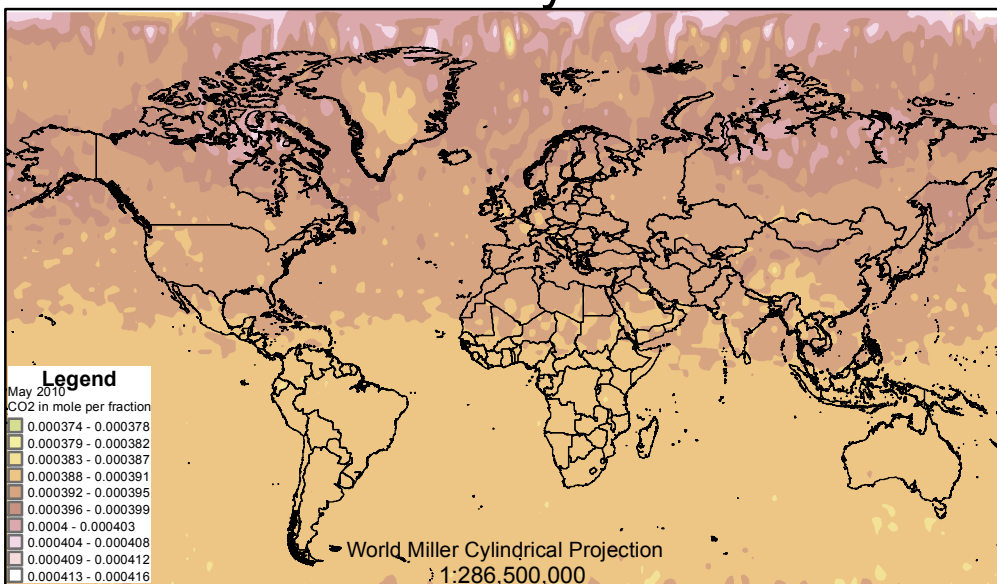 Legend
May 2010
CO2 in mole per fraction
0.000374 - 0.000378
0.000379 - 0.000382
0.000383 - 0.000387
0.000388 - 0.000391
0.000392 - 0.000395
0.000396 - 0.000399
0.0004 - 0.000403
0.000404 - 0.000408
0.000409 - 0.000412
0.000413 - 0.000416
World Miller Cylindrical Projection
1:286,500,000